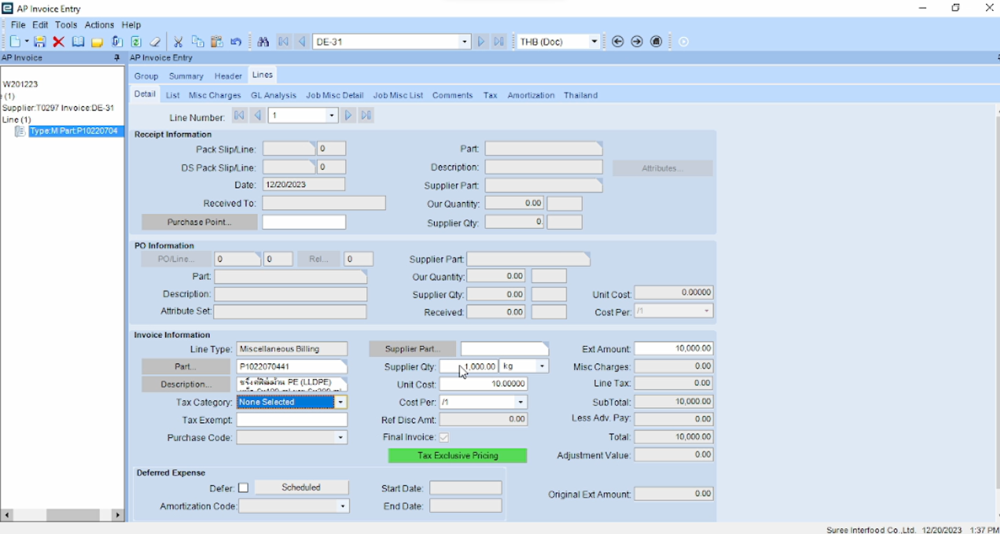 AP Invoice Entry
File Edit Tools Actions Help
DE-31 THB (Doc)
AP Invoice
AP Invoice Entry
W201223
(1)
Supplier:T0297 Invoice:DE-31
Line (1)
Type:M Part:P10220704
Group Summary Header Lines
Detail List Misc Charges GL Analysis Job Misc Detail Job Misc List Comments Tax Amortization Thailand
Line Number: 1
Receipt Information
Pack Slip/Line: 0 Part:
DS Pack Slip/Line: 0 Description: Attributes...
Date: 12/20/2023 Supplier Part:
Received To: Our Quantity: 0.00
Purchase Point... Supplier Qty: 0.
PO Information
PO/Line... 0 0 Rel... 0 Supplier Part:
Part: Our Quantity: 0.00
Description: Supplier Qty: 0.00 Unit Cost: 0.00000
Attribute Set: Received: 0.00 Cost Per: /1
Invoice Information
Line Type: Miscellaneous Billing Supplier Part... Ext Amount: 10,000.00
Part... P1022070441 Supplier Qty: 1,000.00 kg Misc Charges: 0.00
Description... PE (LLDPE) Unit Cost: 10.00000 Line Tax: 0.00
Tax Category: None Selected Cost Per: /1 SubTotal: 10,000.00
Tax Exempt: Ref Disc Amt: 0.00 Less Adv. Pay: 0.00
Purchase Code: Final Invoice: Total: 10,000.00
Tax Exclusive Pricing Adjustment Value: 0.00
Deferred Expense
Defer: Scheduled Start Date: Original Ext Amount: 0.00
Amortization Code: End Date:
Suree Interfood Co.,Ltd. 12/20/2023 1:37 PM